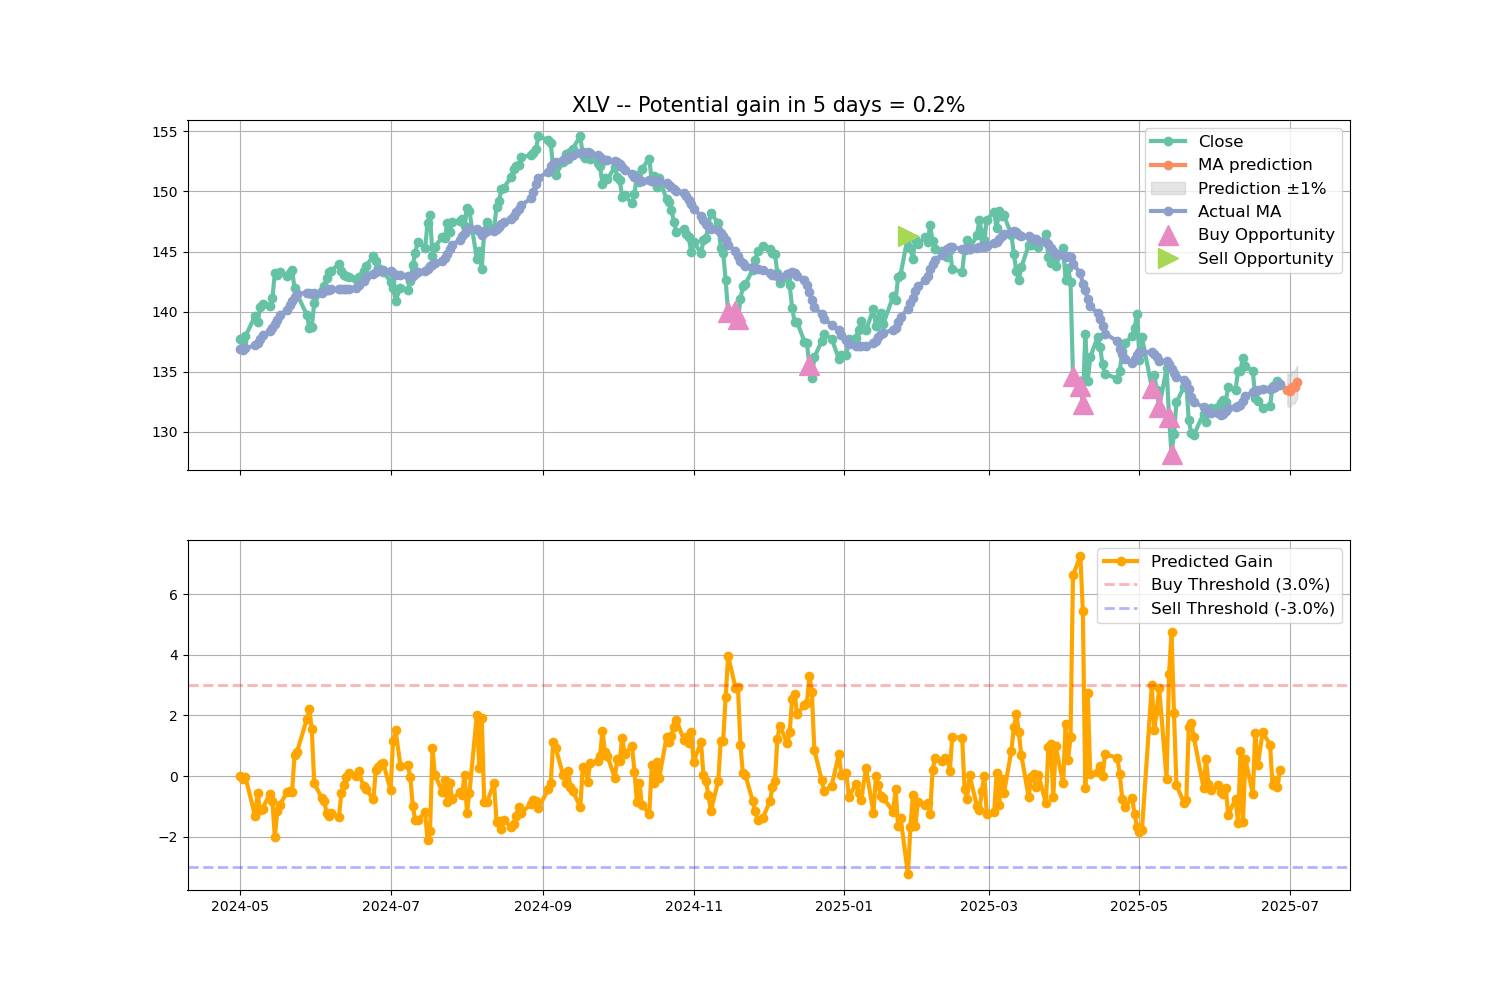 XLV -- Potential gain in 5 days = 0.2%
155
150
145
140
135
130
Close
MA prediction
Prediction ±1%
Actual MA
Buy Opportunity
Sell Opportunity
6
4
2
0
−2
Predicted Gain
Buy Threshold (3.0%)
Sell Threshold (-3.0%)
2024-05
2024-07
2024-09
2024-11
2025-01
2025-03
2025-05
2025-07